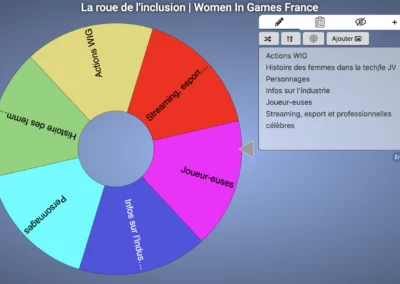 La roue de l'inclusion | Women In Games France
Ajouter
Actions WIG
Histoire des femmes dans la tech/le JV
Personnages
Infos sur l'industrie
Joueur-euses
Streaming, esport et professionnelles
célèbres
Actions WIG
Streaming, esport…
Joueur-euses
Infos sur l'indus…
Personnages
Histoire des femm…